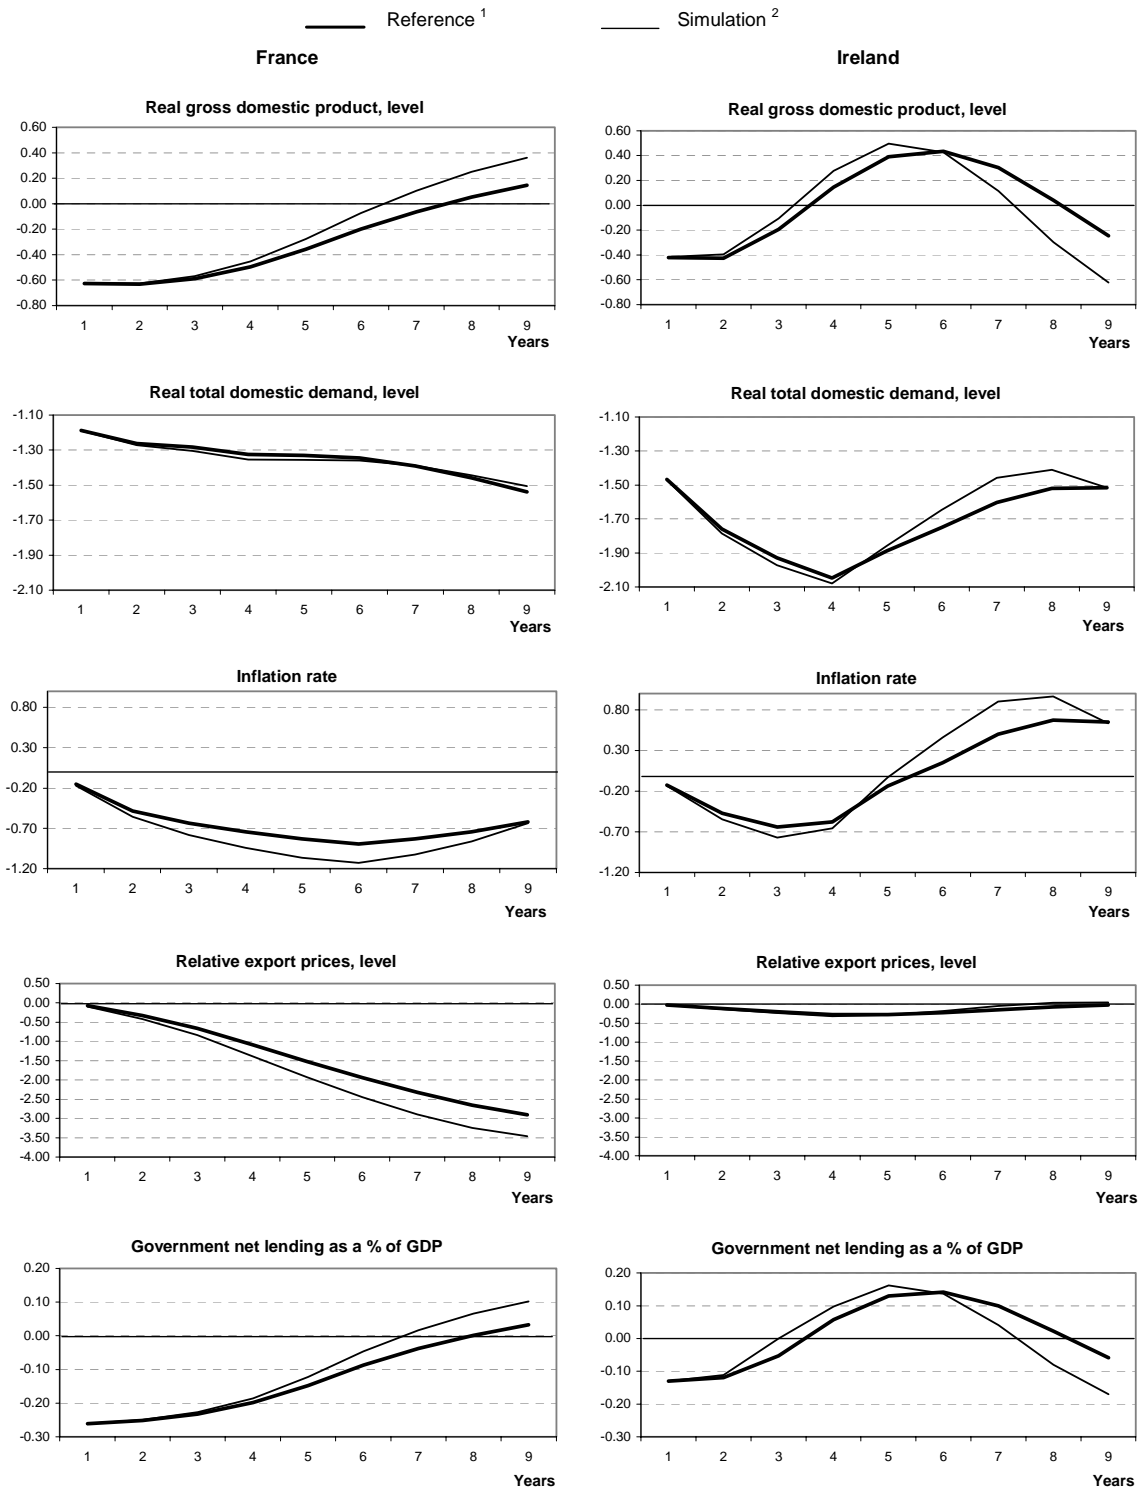 Reference 1
Simulation 2
France
Ireland
Real gross domestic product, level
0.60
0.40
0.20
0.00
-0.20
-0.40
-0.60
-0.80
1 2 3 4 5 6 7 8 9
Years
Real gross domestic product, level
0.60
0.40
0.20
0.00
-0.20
-0.40
-0.60
-0.80
1 2 3 4 5 6 7 8 9
Years
Real total domestic demand, level
-1.10
-1.30
-1.50
-1.70
-1.90
-2.10
1 2 3 4 5 6 7 8 9
Years
Real total domestic demand, level
-1.10
-1.30
-1.50
-1.70
-1.90
-2.10
1 2 3 4 5 6 7 8 9
Years
Inflation rate
0.80
0.30
-0.20
-0.70
-1.20
1 2 3 4 5 6 7 8 9
Years
Inflation rate
0.80
0.30
-0.20
-0.70
-1.20
1 2 3 4 5 6 7 8 9
Years
Relative export prices, level
0.50
0.00
-0.50
-1.00
-1.50
-2.00
-2.50
-3.00
-3.50
-4.00
1 2 3 4 5 6 7 8 9
Years
Relative export prices, level
0.50
0.00
-0.50
-1.00
-1.50
-2.00
-2.50
-3.00
-3.50
-4.00
1 2 3 4 5 6 7 8 9
Years
Government net lending as a % of GDP
0.20
0.10
0.00
-0.10
-0.20
-0.30
1 2 3 4 5 6 7 8 9
Years
Government net lending as a % of GDP
0.20
0.10
0.00
-0.10
-0.20
-0.30
1 2 3 4 5 6 7 8 9
Years